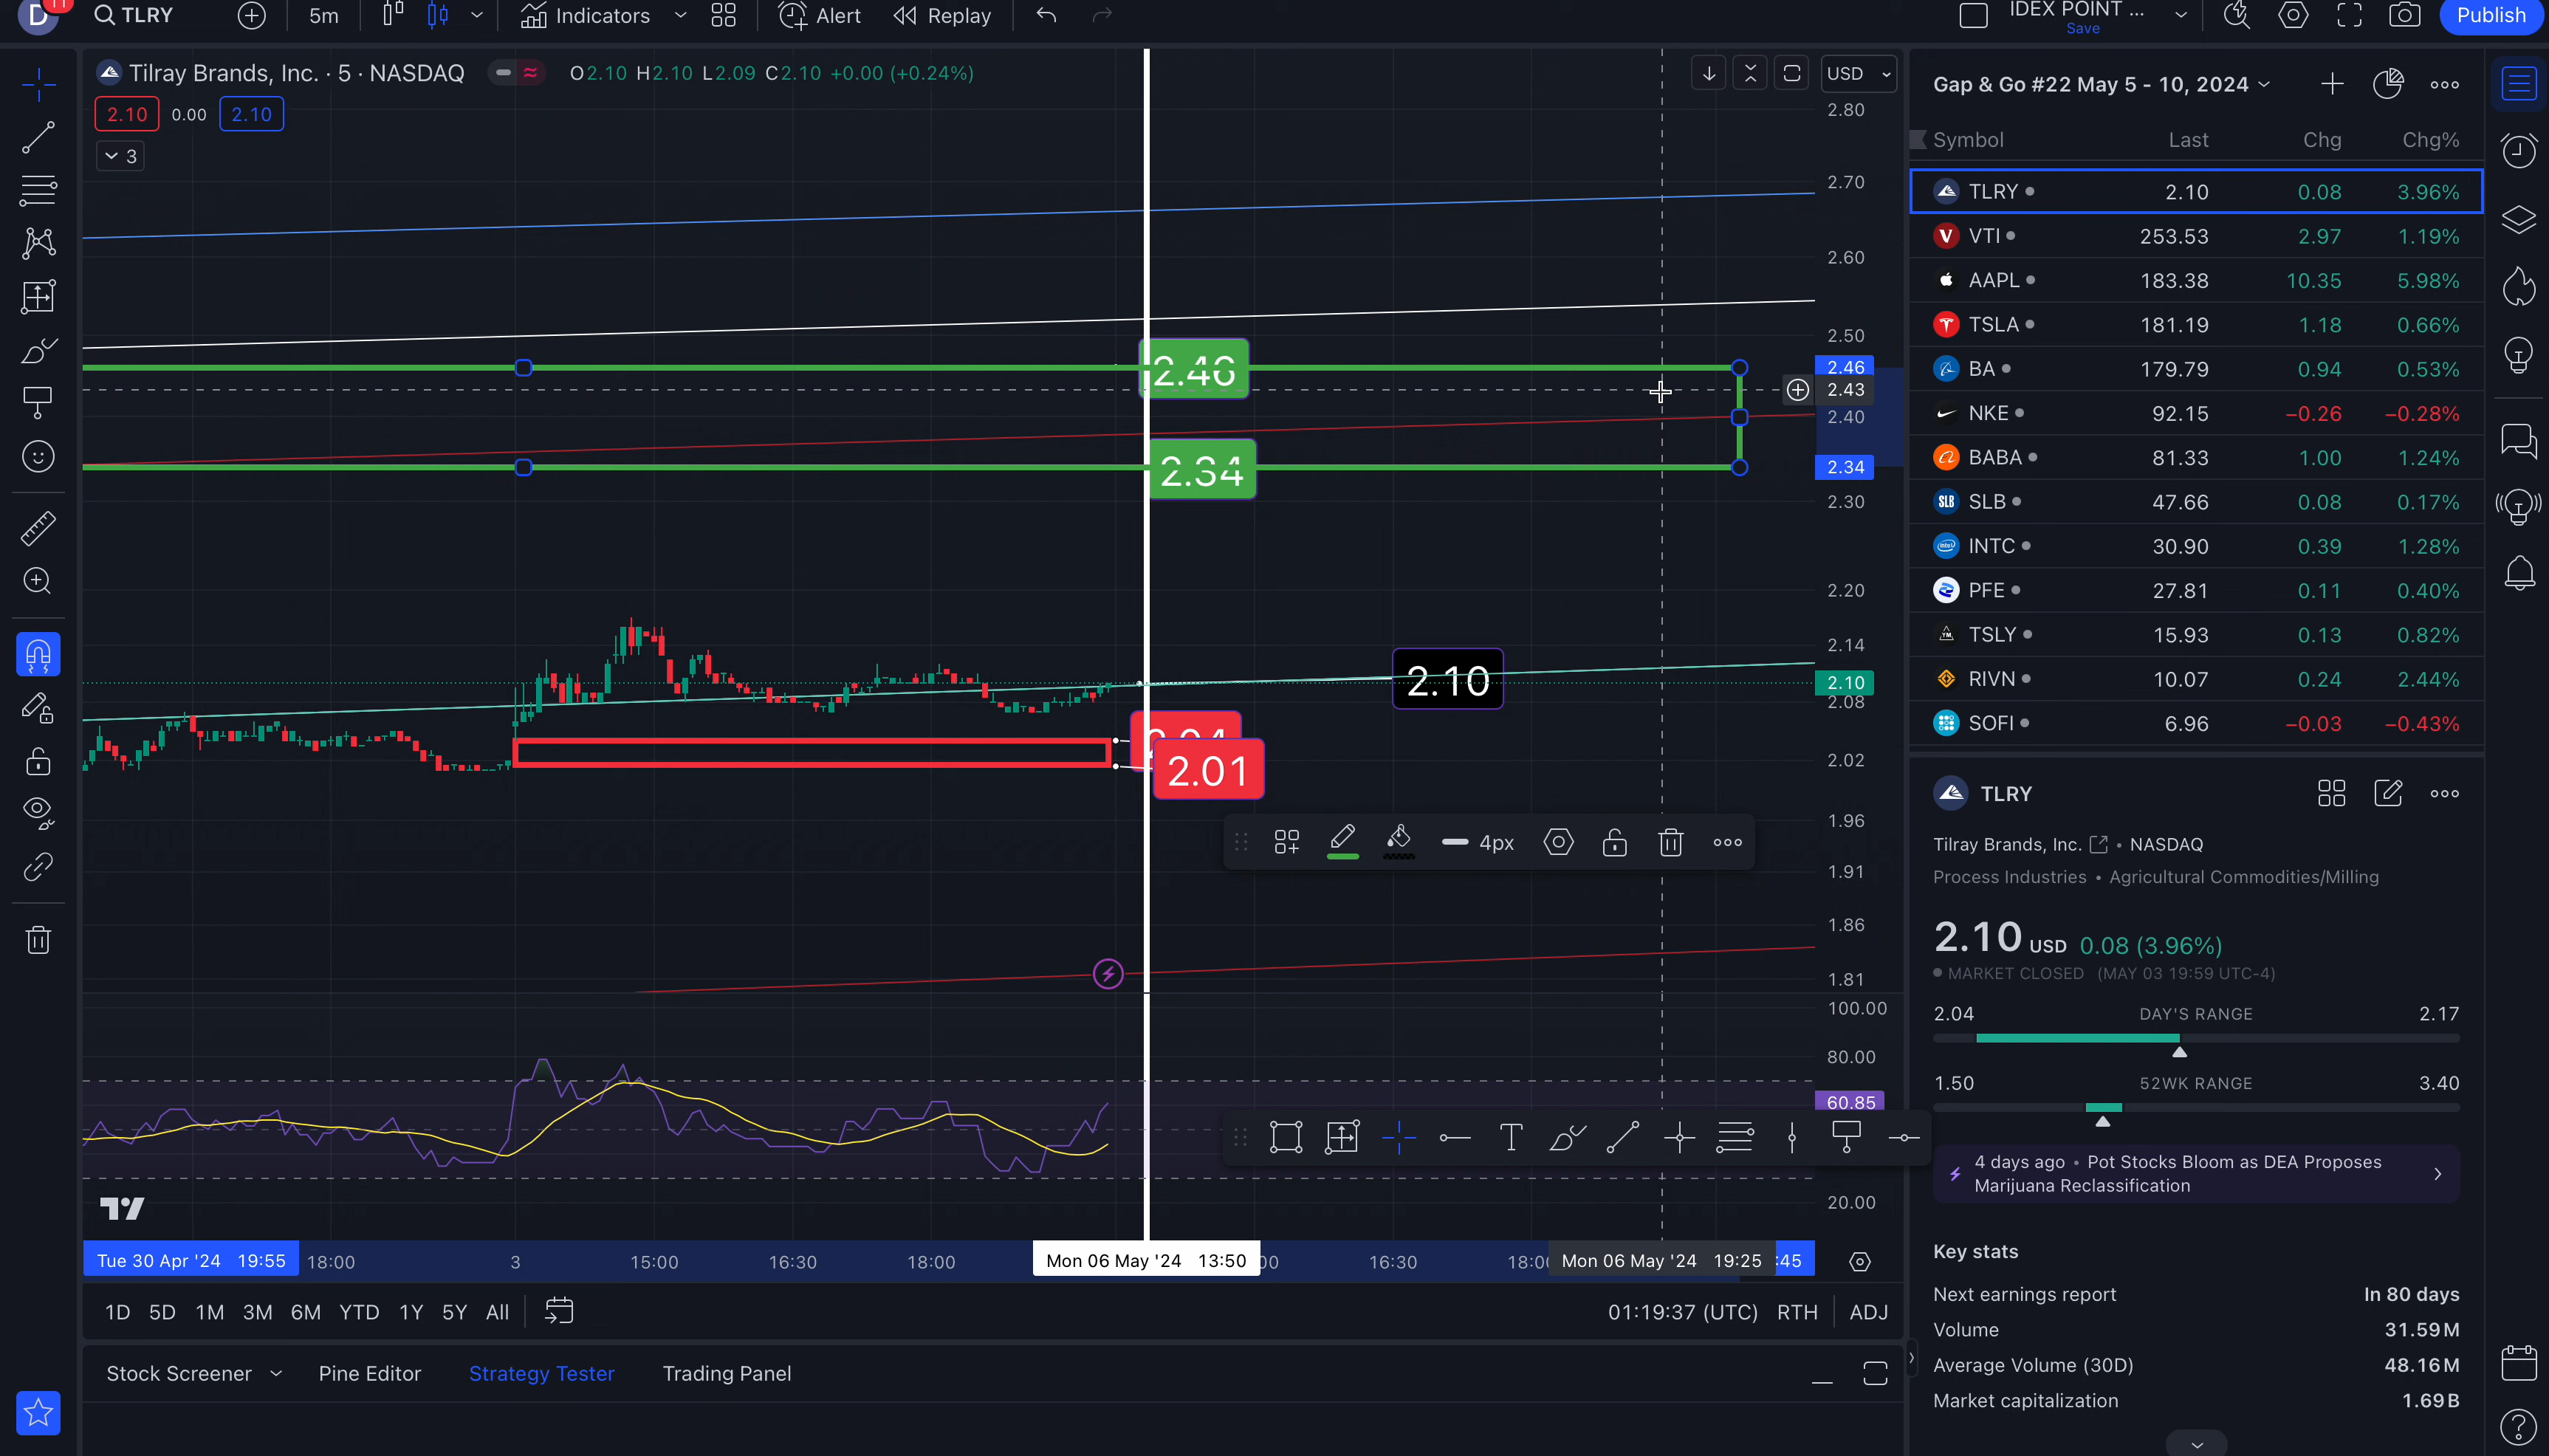 D
11
TLRY
5m
Indicators
Alert
Replay
IDEX POINT ...
Save
Publish
Tilray Brands, Inc. · 5 · NASDAQ
O2.10 H2.10 L2.09 C2.10 +0.00 (+0.24%)
2.10 0.00 2.10
3
USD
2.80
2.70
2.60
2.50
2.46
2.43
2.40
2.34
2.30
2.20
2.14
2.10
2.08
2.02
1.96
1.91
1.86
1.81
100.00
80.00
60.85
20.00
2.46
2.34
2.10
2.04
2.01
4px
T
Tue 30 Apr '24 19:55
18:00
3
15:00
16:30
18:00
Mon 06 May '24 13:50
:00
16:30
18:00
Mon 06 May '24 19:25
:45
1D 5D 1M 3M 6M YTD 1Y 5Y All
01:19:37 (UTC) RTH ADJ
Stock Screener Pine Editor Strategy Tester Trading Panel
Gap & Go #22 May 5 - 10, 2024
Symbol Last Chg Chg%
TLRY 2.10 0.08 3.96%
V VTI 253.53 2.97 1.19%
AAPL 183.38 10.35 5.98%
TSLA 181.19 1.18 0.66%
BA 179.79 0.94 0.53%
NKE 92.15 −0.26 −0.28%
BABA 81.33 1.00 1.24%
SLB SLB 47.66 0.08 0.17%
intel INTC 30.90 0.39 1.28%
PFE 27.81 0.11 0.40%
TSLY 15.93 0.13 0.82%
RIVN 10.07 0.24 2.44%
SOFI 6.96 −0.03 −0.43%
TLRY
Tilray Brands, Inc. • NASDAQ
Process Industries • Agricultural Commodities/Milling
2.10 USD 0.08 (3.96%)
MARKET CLOSED (MAY 03 19:59 UTC-4)
2.04 DAY'S RANGE 2.17
1.50 52WK RANGE 3.40
4 days ago • Pot Stocks Bloom as DEA Proposes
Marijuana Reclassification
Key stats
Next earnings report In 80 days
Volume 31.59M
Average Volume (30D) 48.16M
Market capitalization 1.69B